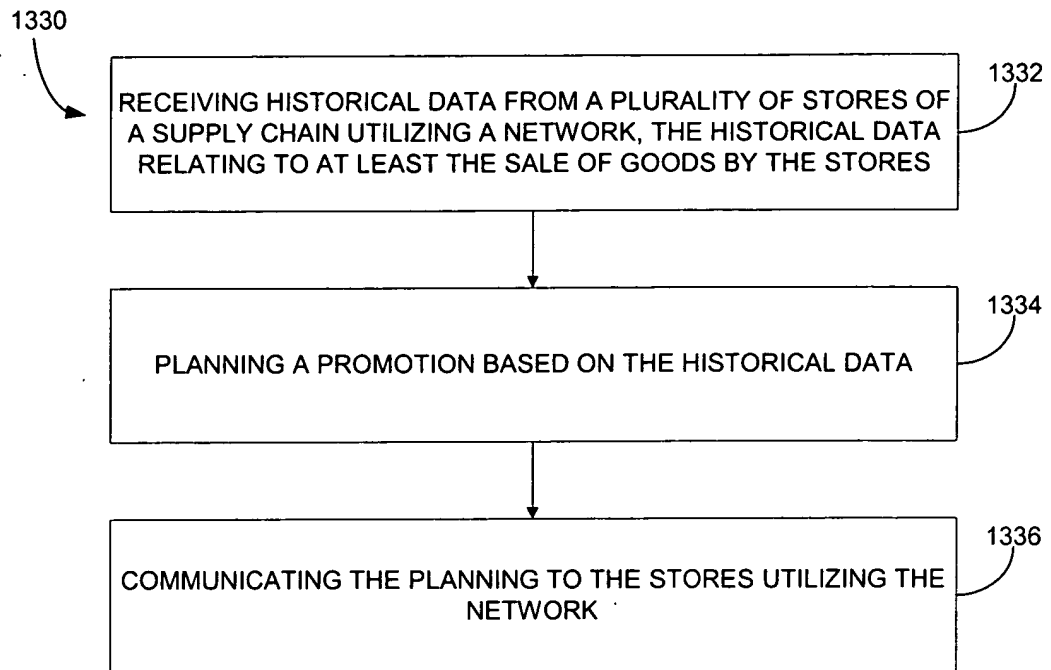 1330
1332
RECEIVING HISTORICAL DATA FROM A PLURALITY OF STORES OF
A SUPPLY CHAIN UTILIZING A NETWORK, THE HISTORICAL DATA
RELATING TO AT LEAST THE SALE OF GOODS BY THE STORES
1334
PLANNING A PROMOTION BASED ON THE HISTORICAL DATA
1336
COMMUNICATING THE PLANNING TO THE STORES UTILIZING THE
NETWORK